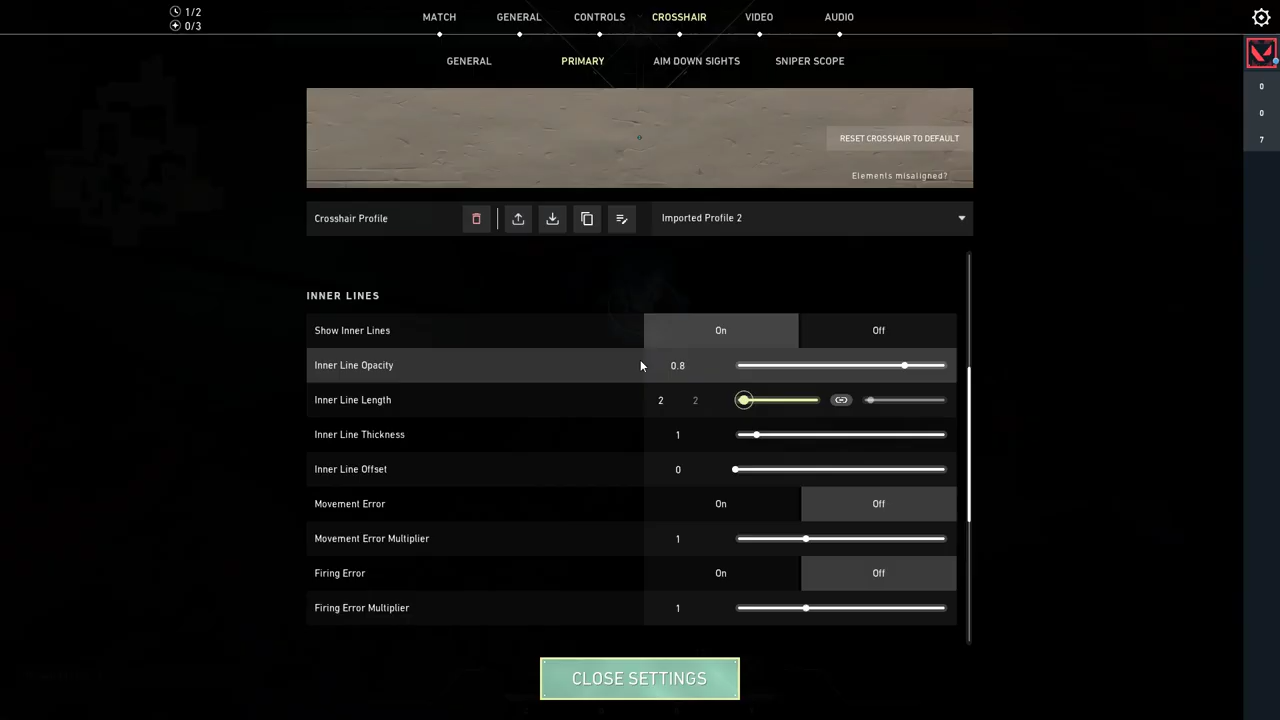 1/2
0/3
MATCH GENERAL CONTROLS CROSSHAIR VIDEO AUDIO
GENERAL PRIMARY AIM DOWN SIGHTS SNIPER SCOPE
0
0
7
RESET CROSSHAIR TO DEFAULT
Elements misaligned?
Crosshair Profile Imported Profile 2
INNER LINES
Show Inner Lines On Off
Inner Line Opacity 0.8
Inner Line Length 2 2
Inner Line Thickness 1
Inner Line Offset 0
Movement Error On Off
Movement Error Multiplier 1
Firing Error On Off
Firing Error Multiplier 1
CLOSE SETTINGS